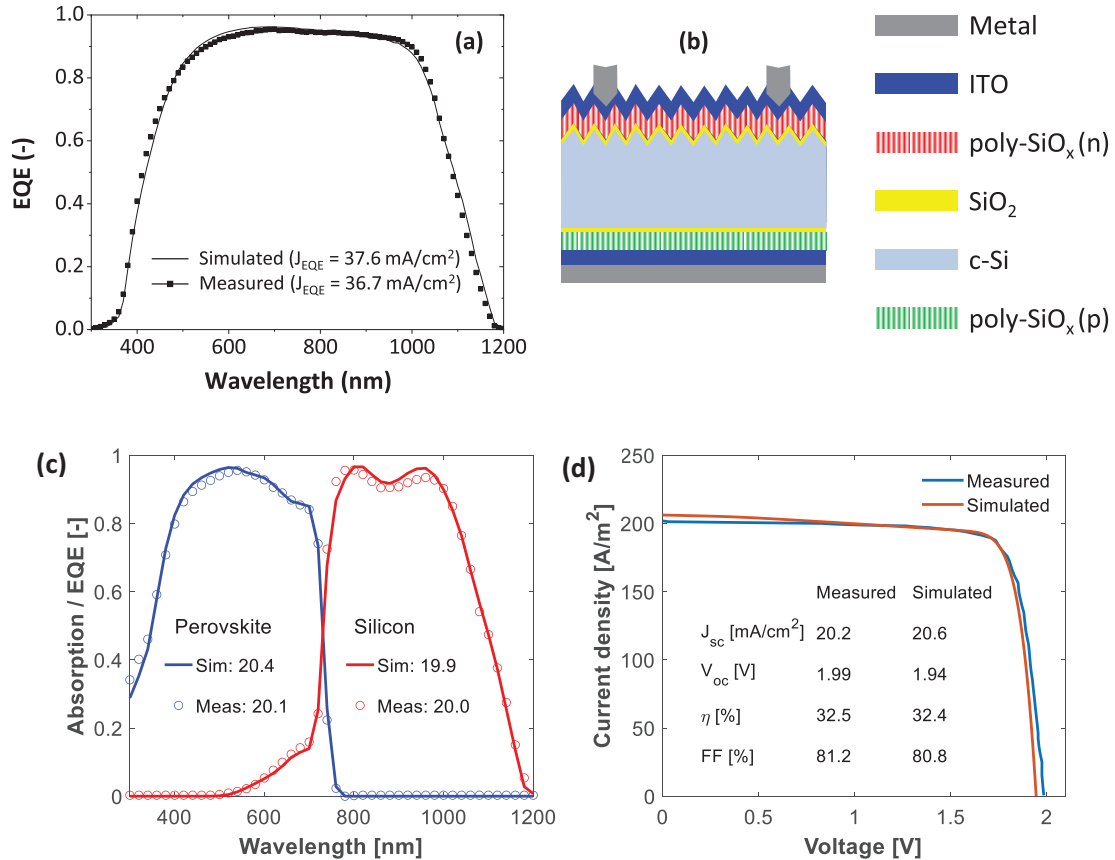 (a)
EQE (-)
1.0
0.8
0.6
0.4
0.2
0.0
Simulated (J_EQE = 37.6 mA/cm²)
Measured (J_EQE = 36.7 mA/cm²)
400 600 800 1000 1200
Wavelength (nm)
(b)
Metal
ITO
poly-SiOₓ(n)
SiO₂
c-Si
poly-SiOₓ(p)
(c)
Absorption / EQE [-]
1
0.8
0.6
0.4
0.2
0
Perovskite Silicon
Sim: 20.4 Sim: 19.9
Meas: 20.1 Meas: 20.0
400 600 800 1000 1200
Wavelength [nm]
(d)
Current density [A/m²]
250
200
150
100
50
0
Measured
Simulated
Measured Simulated
J_sc [mA/cm²] 20.2 20.6
V_oc [V] 1.99 1.94
η [%] 32.5 32.4
FF [%] 81.2 80.8
0 0.5 1 1.5 2
Voltage [V]